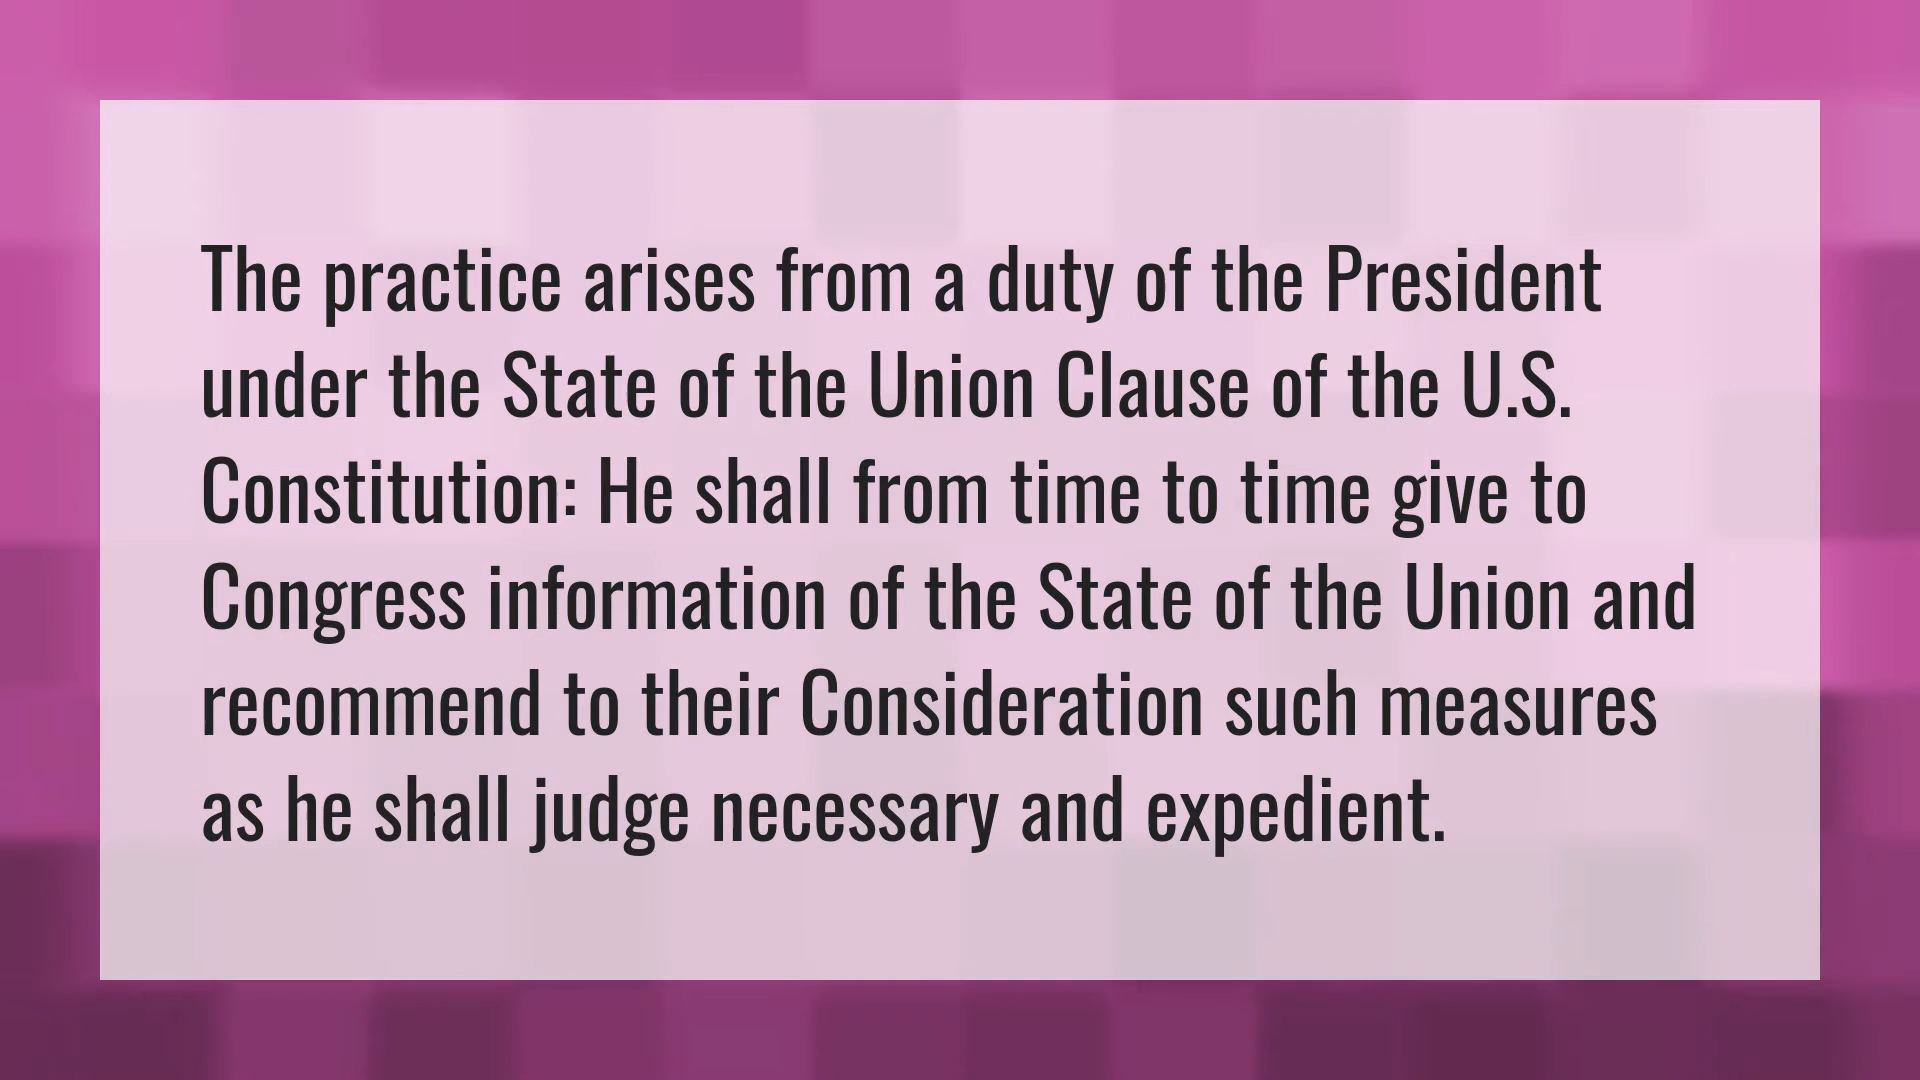 The practice arises from a duty of the President
under the State of the Union Clause of the U.S.
Constitution: He shall from time to time give to
Congress information of the State of the Union and
recommend to their Consideration such measures
as he shall judge necessary and expedient.